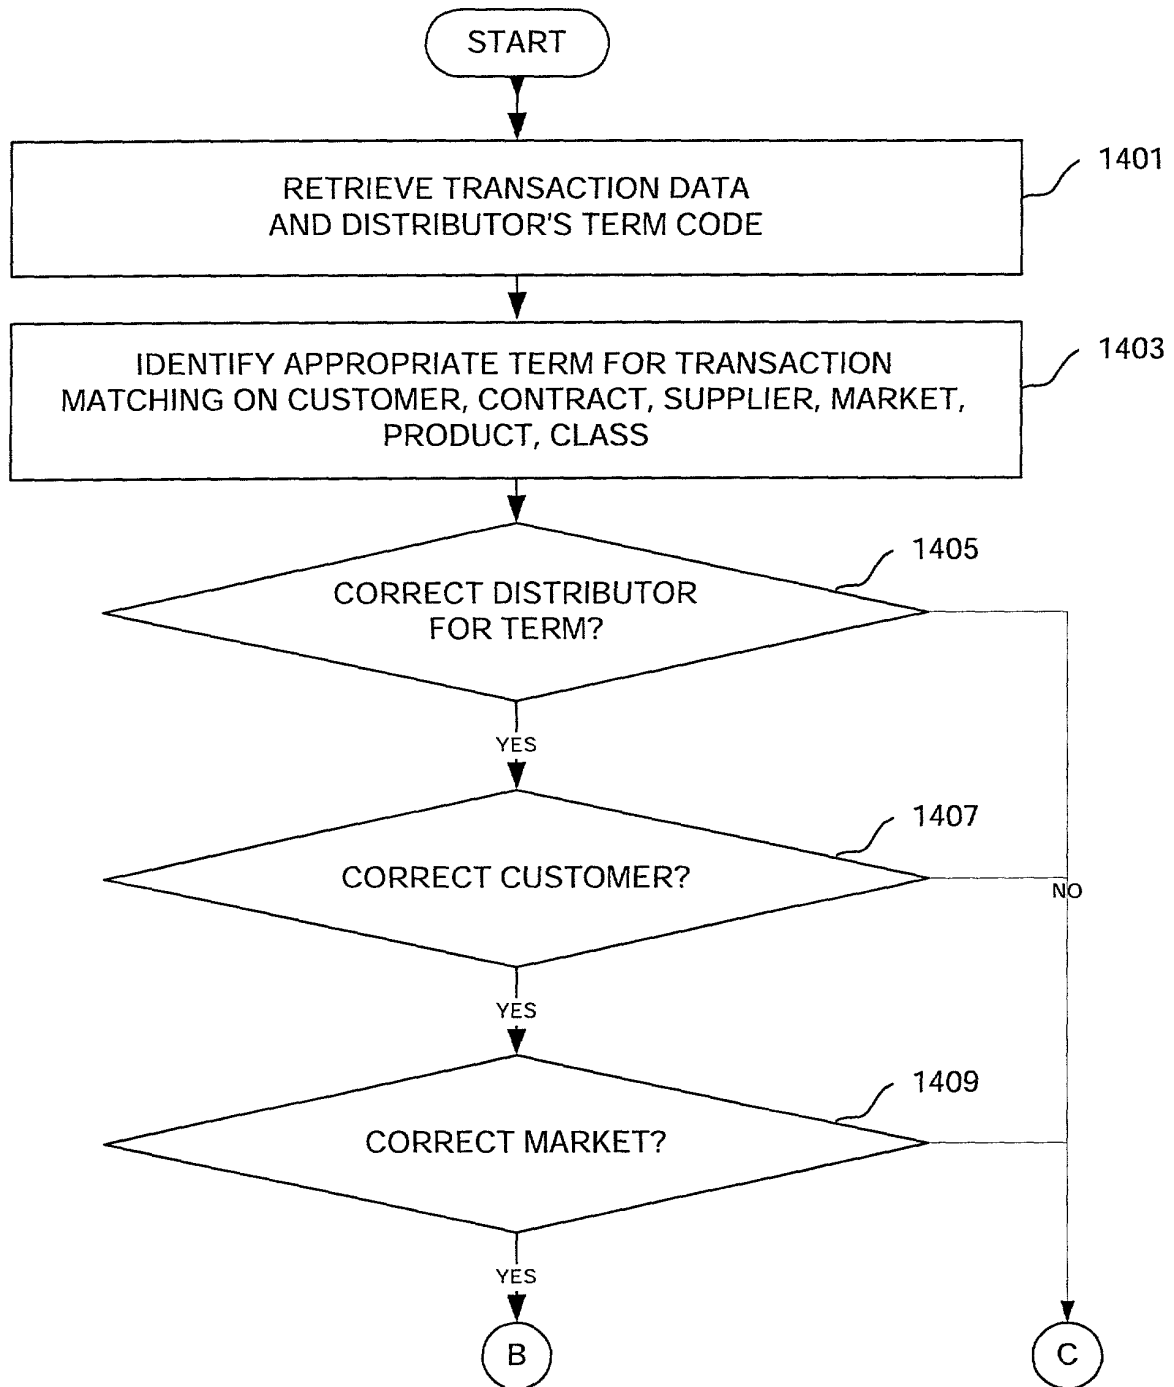 START
RETRIEVE TRANSACTION DATA
AND DISTRIBUTOR'S TERM CODE
1401
IDENTIFY APPROPRIATE TERM FOR TRANSACTION
MATCHING ON CUSTOMER, CONTRACT, SUPPLIER, MARKET,
PRODUCT, CLASS
1403
1405
CORRECT DISTRIBUTOR
FOR TERM?
YES
1407
CORRECT CUSTOMER?
NO
YES
1409
CORRECT MARKET?
YES
B
C